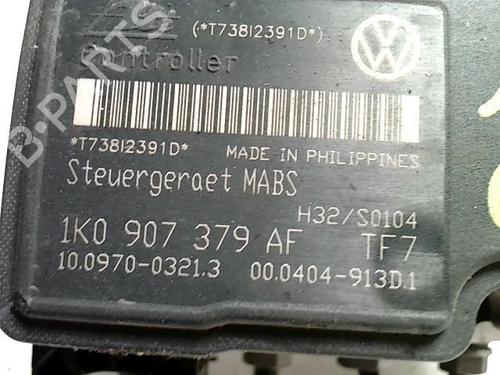 (*T738I2391D*)
Controller
*T738I2391D*
MADE IN PHILIPPINES
Steuergeraet MABS
H32/S0104
1K0 907 379 AF TF7
10.0970-0321.3 00.0404-913D.1
B-PARTS